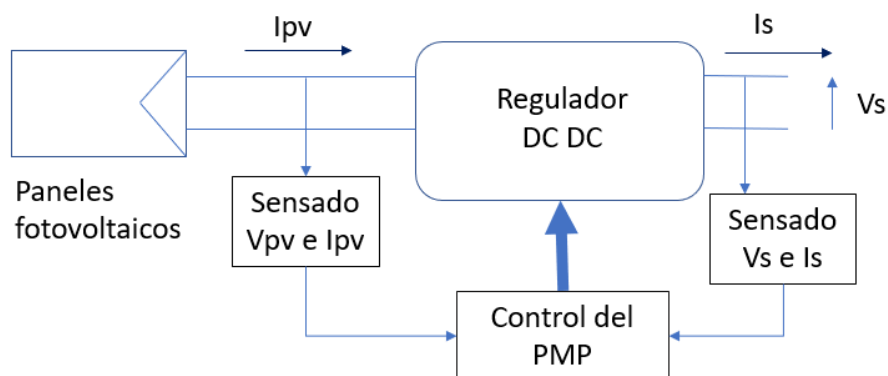 Ipv
Is
Regulador
DC DC
Vs
Paneles
fotovoltaicos
Sensado
Vpv e Ipv
Sensado
Vs e Is
Control del
PMP